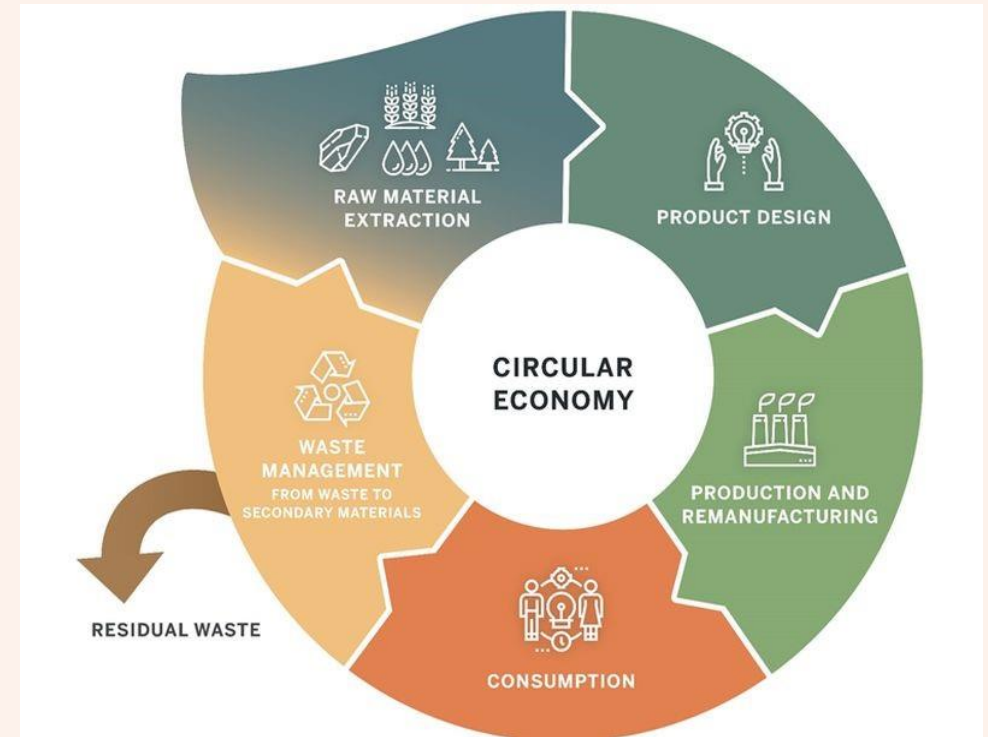 RAW MATERIAL
EXTRACTION
PRODUCT DESIGN
CIRCULAR
ECONOMY
PRODUCTION AND
REMANUFACTURING
CONSUMPTION
WASTE
MANAGEMENT
FROM WASTE TO
SECONDARY MATERIALS
RESIDUAL WASTE